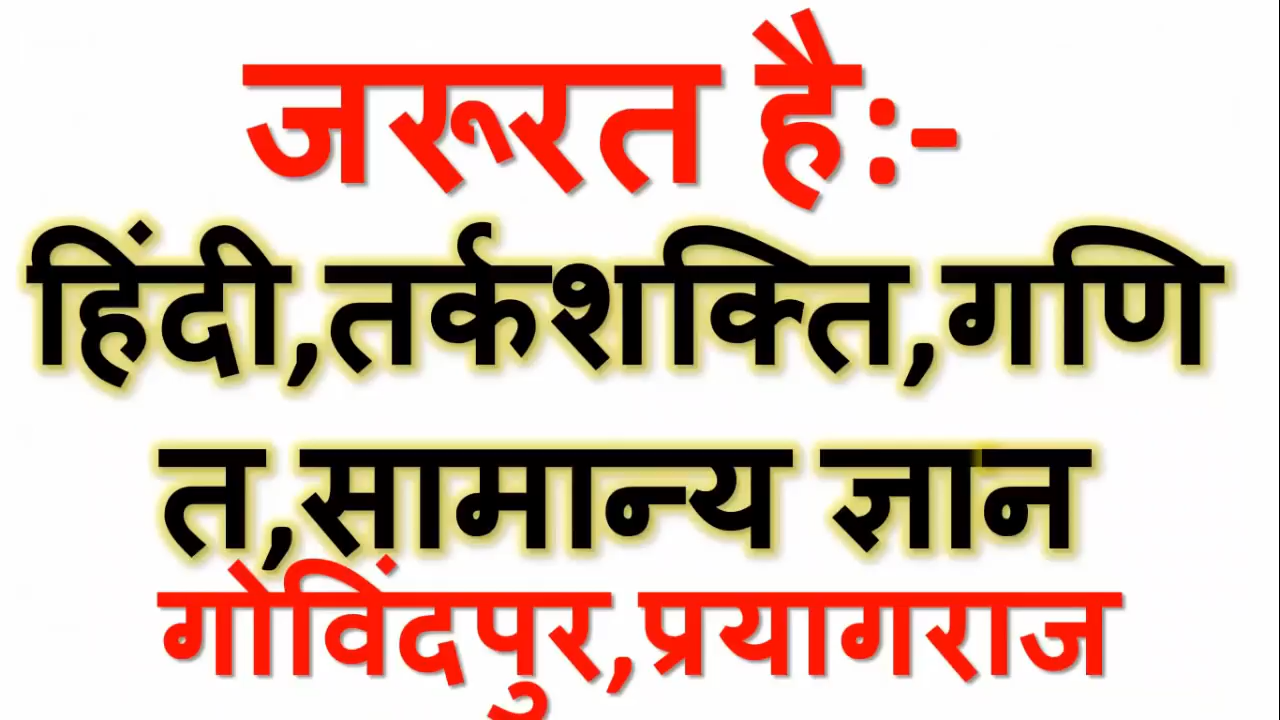 जरूरत है:-
हिंदी,तर्कशक्ति,गणि
त,सामान्य ज्ञान
गोविंदपुर,प्रयागराज